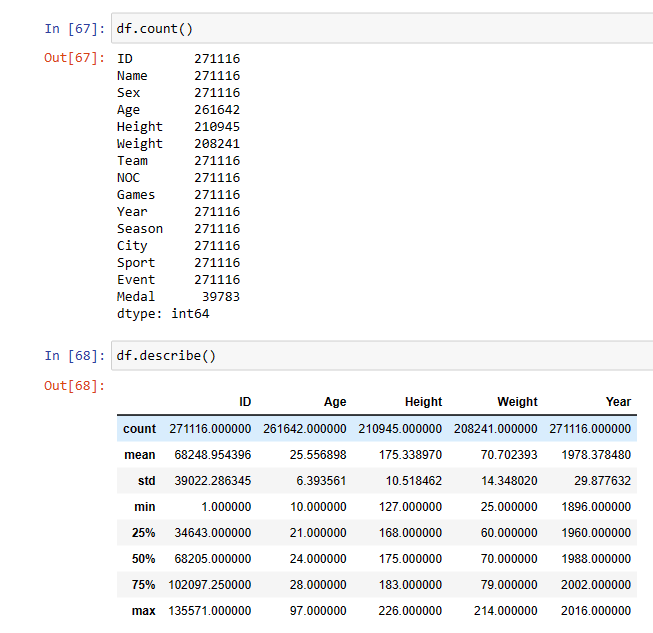 In [67]: df.count()
Out[67]: ID 271116
Name 271116
Sex 271116
Age 261642
Height 210945
Weight 208241
Team 271116
NOC 271116
Games 271116
Year 271116
Season 271116
City 271116
Sport 271116
Event 271116
Medal 39783
dtype: int64
In [68]: df.describe()
Out[68]:
ID Age Height Weight Year
count 271116.000000 261642.000000 210945.000000 208241.000000 271116.000000
mean 68248.954396 25.556898 175.338970 70.702393 1978.378480
std 39022.286345 6.393561 10.518462 14.348020 29.877632
min 1.000000 10.000000 127.000000 25.000000 1896.000000
25% 34643.000000 21.000000 168.000000 60.000000 1960.000000
50% 68205.000000 24.000000 175.000000 70.000000 1988.000000
75% 102097.250000 28.000000 183.000000 79.000000 2002.000000
max 135571.000000 97.000000 226.000000 214.000000 2016.000000